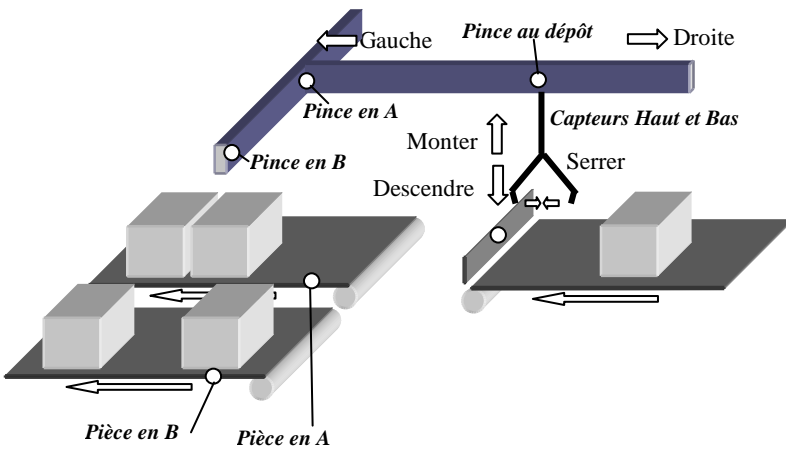 Pince au dépôt
Gauche
Droite
Pince en A
Capteurs Haut et Bas
Monter
Pince en B
Serrer
Descendre
Pièce en B
Pièce en A